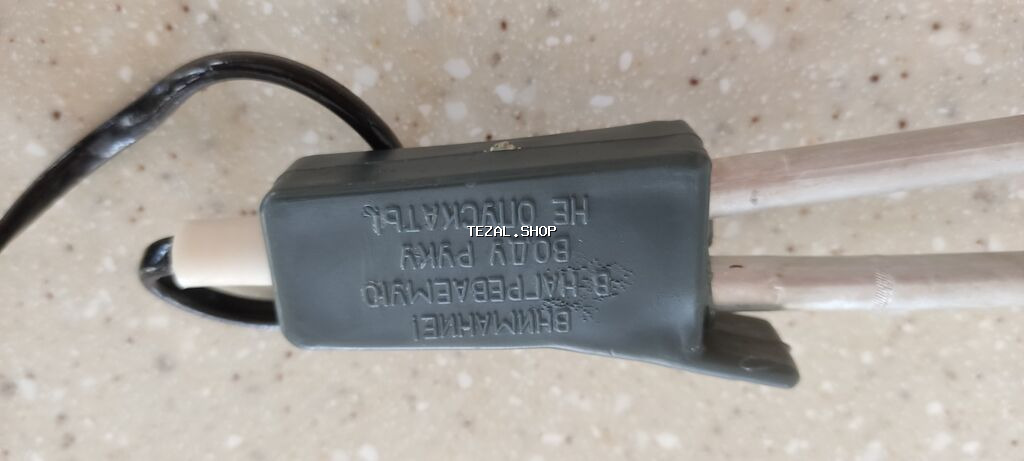 ВНИМАНИЕ!
В НАГРЕВАЕМУЮ
ВОДУ РУКУ
НЕ ОПУСКАТЬ!
TEZAL.SHOP